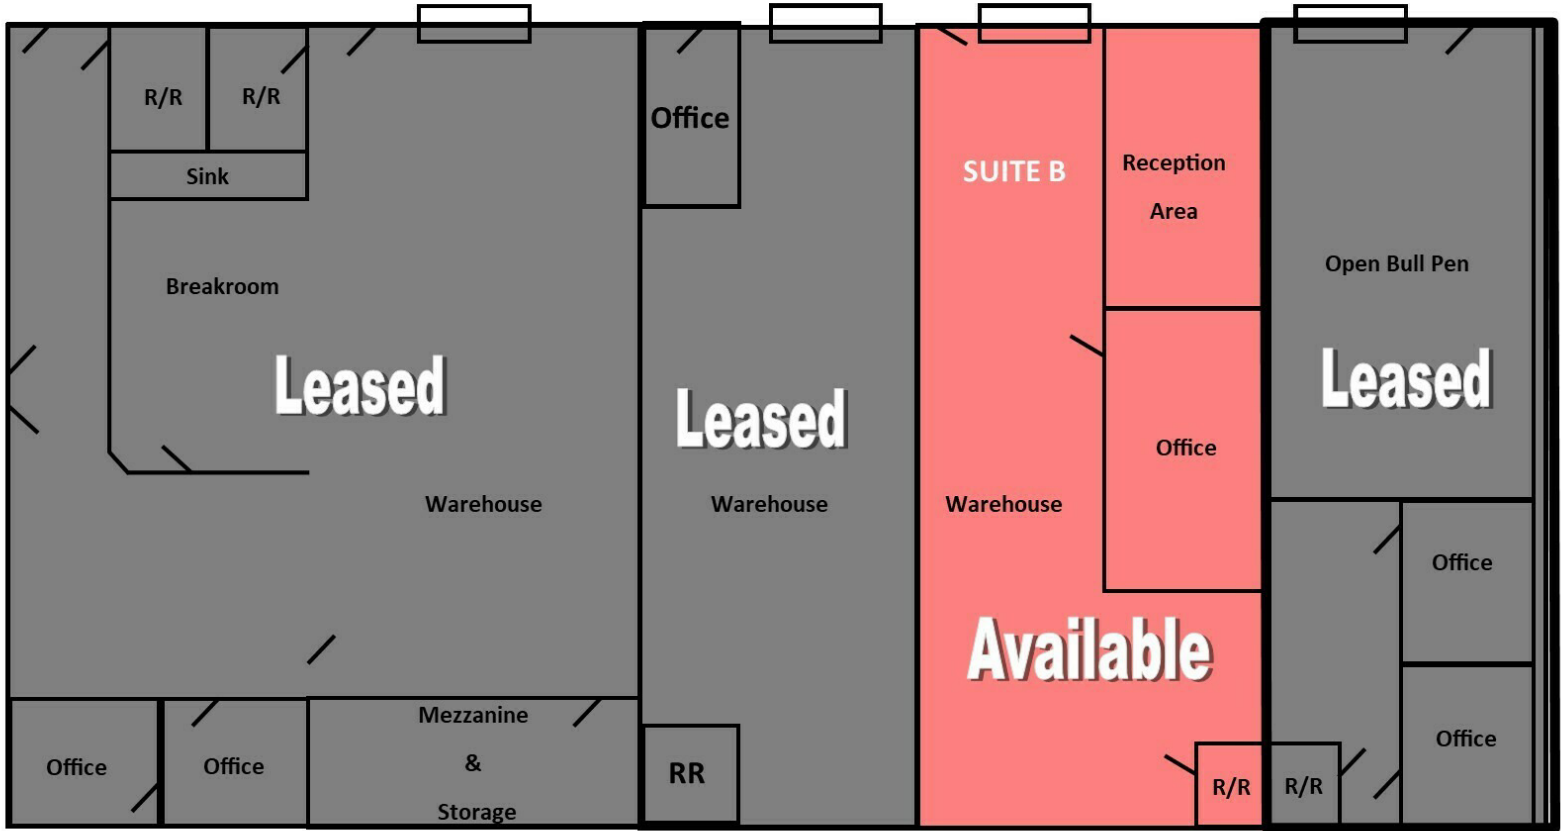 R/R
R/R
Sink
Breakroom
Leased
Warehouse
Office
Office
Mezzanine
&
Storage
Office
Leased
Warehouse
RR
SUITE B
Reception
Area
Office
Warehouse
Available
R/R
Open Bull Pen
Leased
Office
Office
R/R